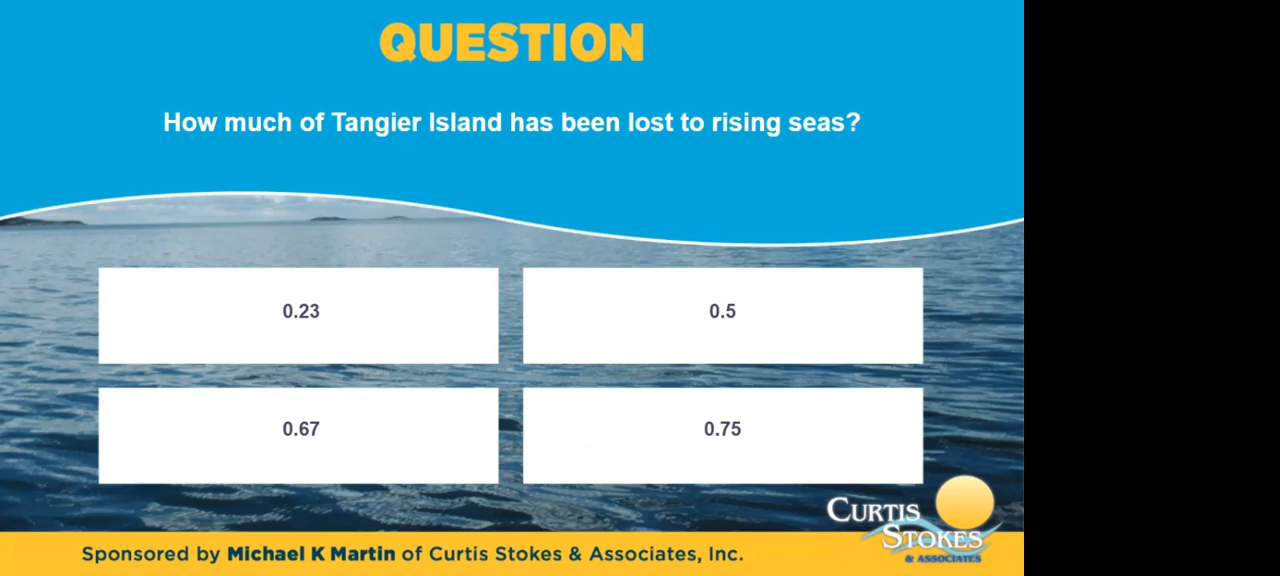 QUESTION
How much of Tangier Island has been lost to rising seas?
0.23
0.5
0.67
0.75
CURTIS
STOKES
& ASSOCIATES
Sponsored by Michael K Martin of Curtis Stokes & Associates, Inc.